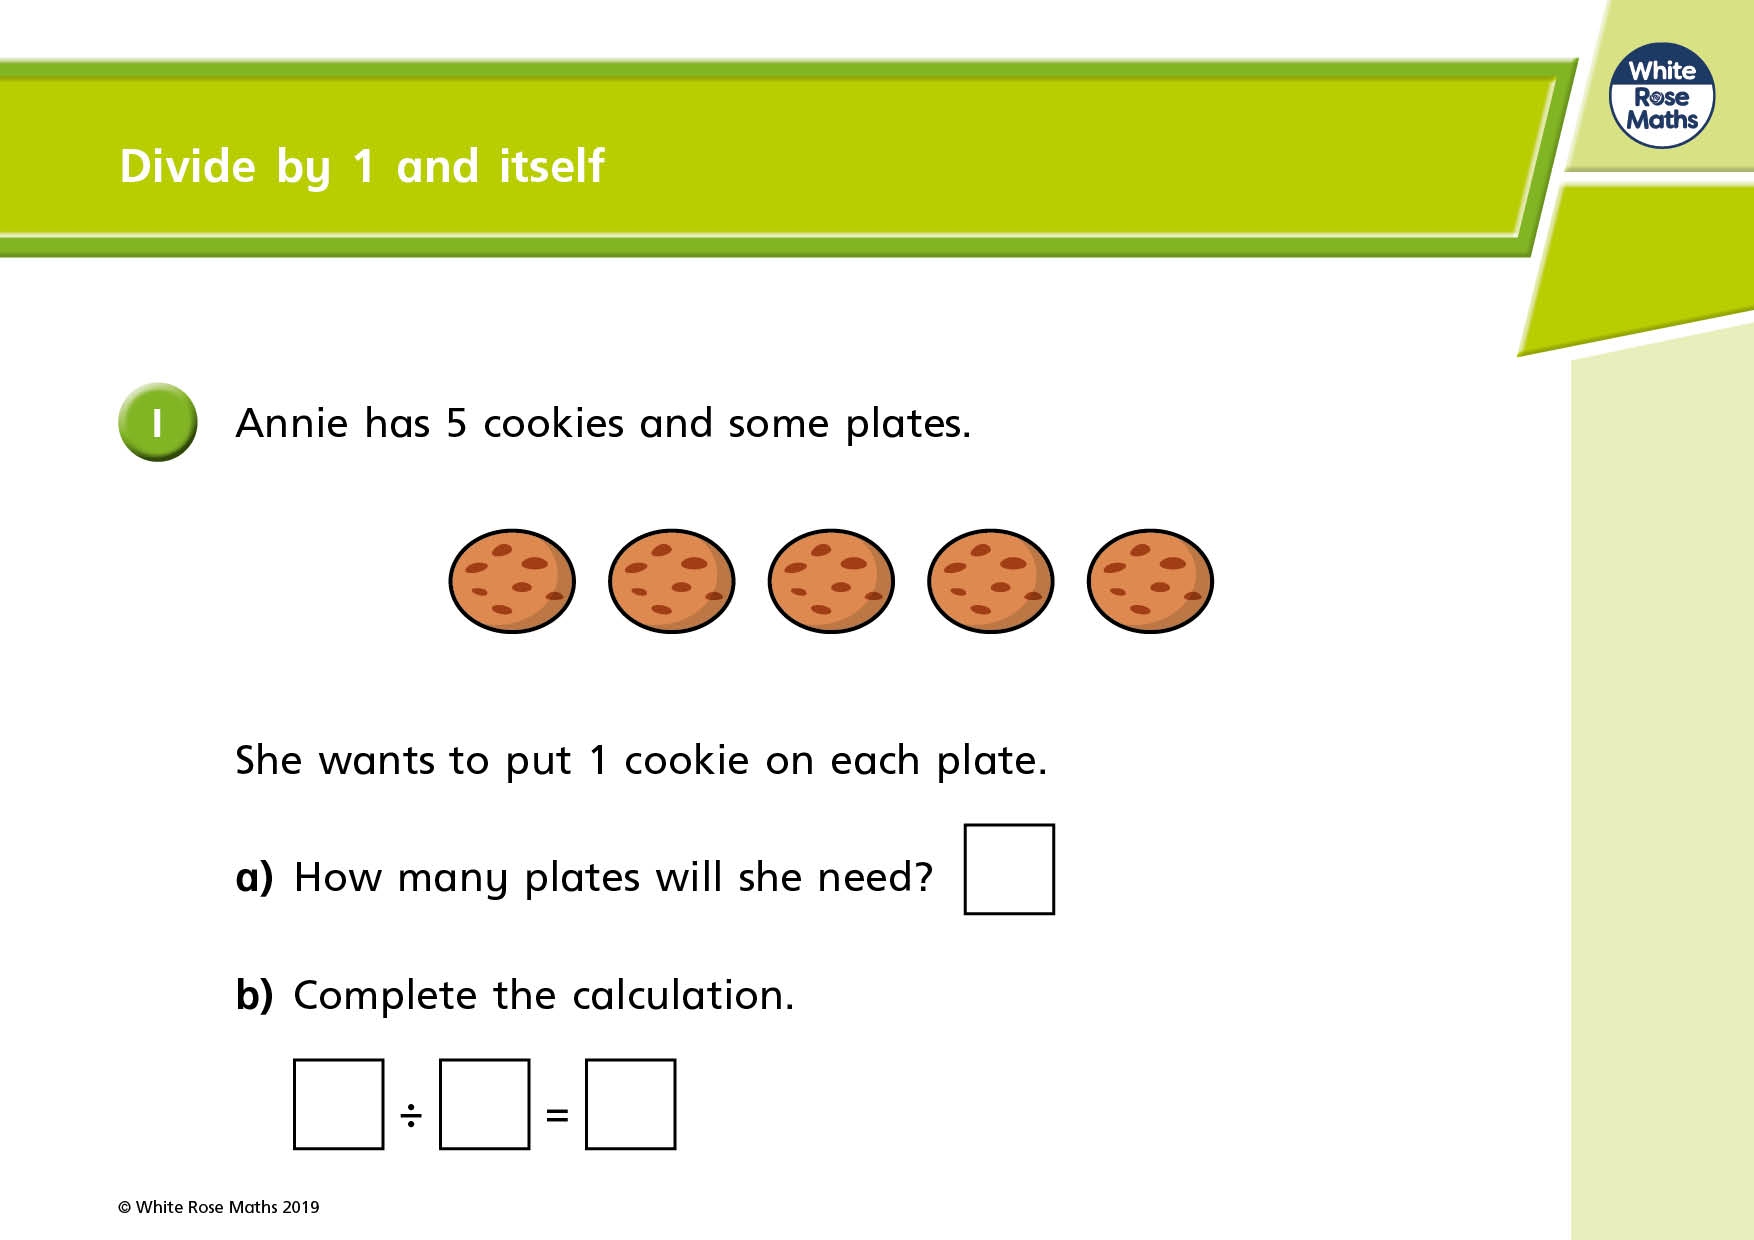 White
Rose
Maths
Divide by 1 and itself
1 Annie has 5 cookies and some plates.
She wants to put 1 cookie on each plate.
a) How many plates will she need?
b) Complete the calculation.
÷ =
© White Rose Maths 2019